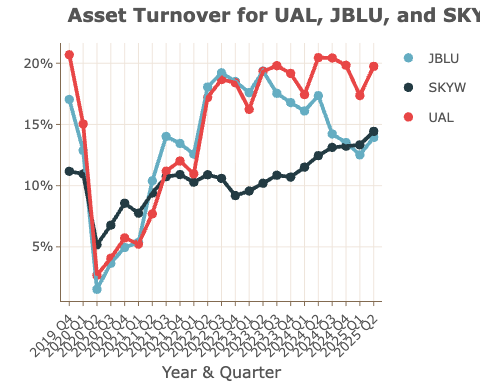 Asset Turnover for UAL, JBLU, and SKY
20%
15%
10%
5%
JBLU
SKYW
UAL
2019 Q4
2020 Q1
2020 Q2
2020 Q3
2020 Q4
2021 Q1
2021 Q2
2021 Q3
2021 Q4
2022 Q1
2022 Q2
2022 Q3
2022 Q4
2023 Q1
2023 Q2
2023 Q3
2023 Q4
2024 Q1
2024 Q2
2024 Q3
2024 Q4
2025 Q1
2025 Q2
Year & Quarter